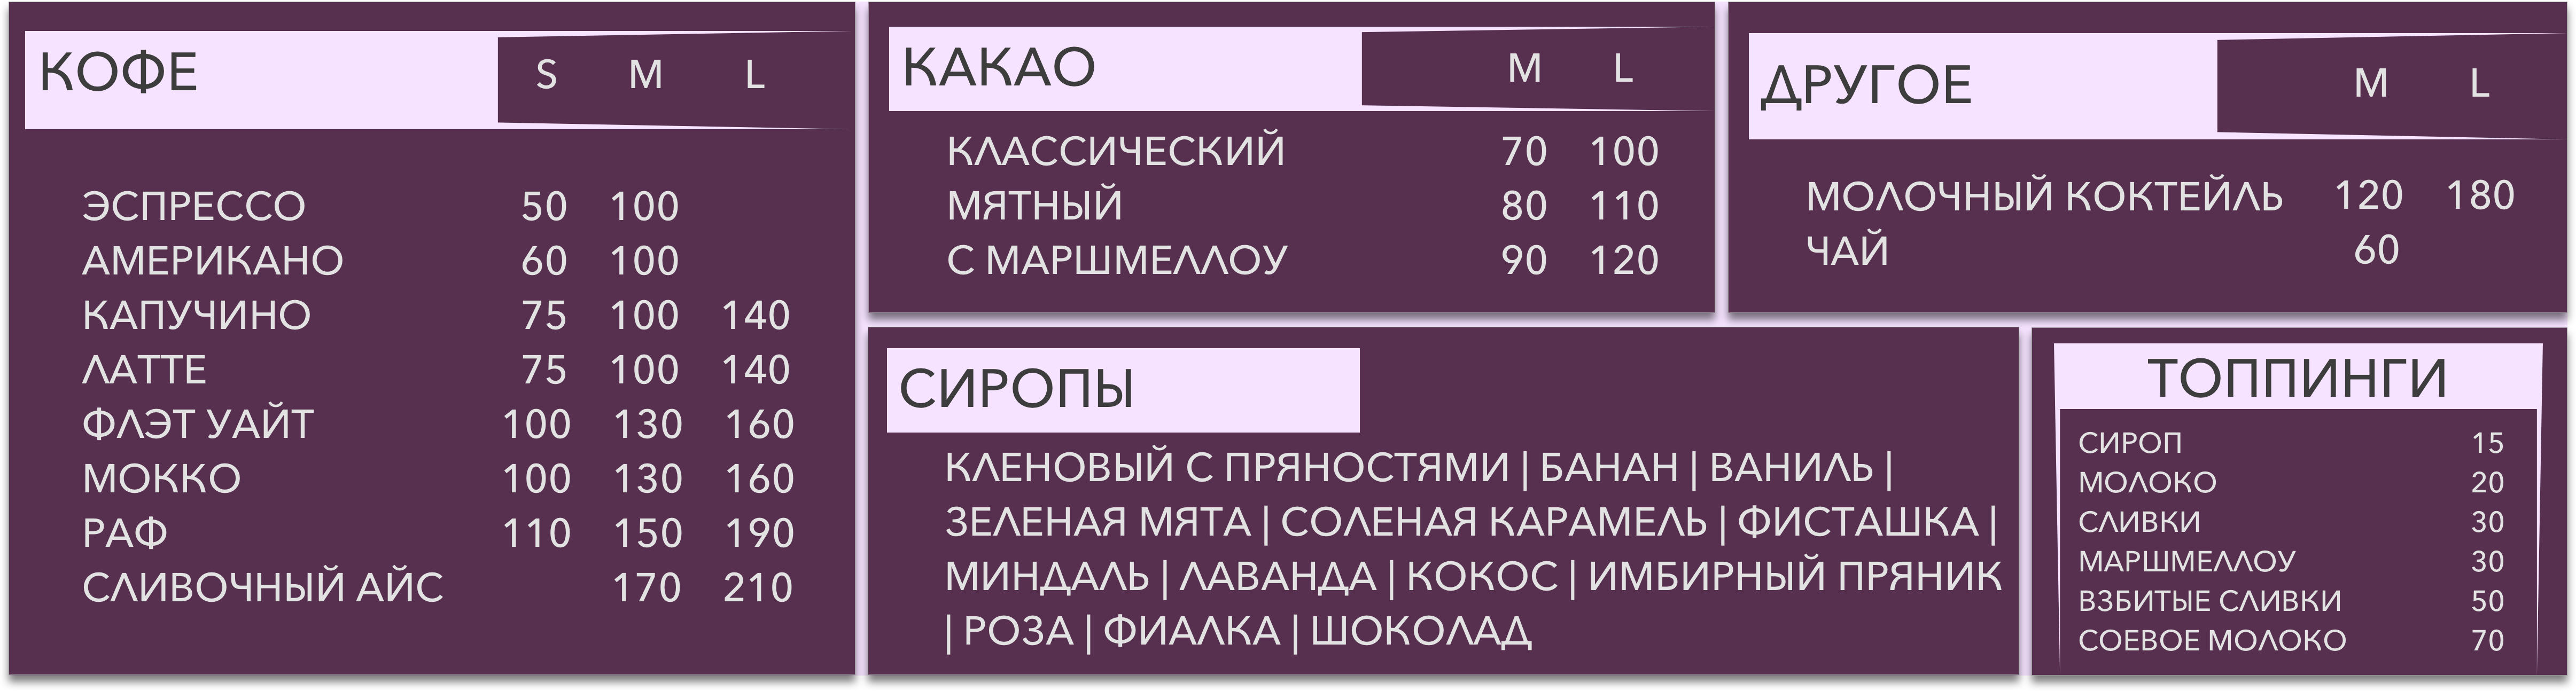 КОФЕ S M L
ЭСПРЕССО 50 100
АМЕРИКАНО 60 100
КАПУЧИНО 75 100 140
ЛАТТЕ 75 100 140
ФЛЭТ УАЙТ 100 130 160
МОККО 100 130 160
РАФ 110 150 190
СЛИВОЧНЫЙ АЙС 170 210
КАКАО M L
КЛАССИЧЕСКИЙ 70 100
МЯТНЫЙ 80 110
С МАРШМЕЛЛОУ 90 120
ДРУГОЕ M L
МОЛОЧНЫЙ КОКТЕЙЛЬ 120 180
ЧАЙ 60
СИРОПЫ
КЛЕНОВЫЙ С ПРЯНОСТЯМИ | БАНАН | ВАНИЛЬ |
ЗЕЛЕНАЯ МЯТА | СОЛЕНАЯ КАРАМЕЛЬ | ФИСТАШКА |
МИНДАЛЬ | ЛАВАНДА | КОКОС | ИМБИРНЫЙ ПРЯНИК
| РОЗА | ФИАЛКА | ШОКОЛАД
ТОППИНГИ
СИРОП 15
МОЛОКО 20
СЛИВКИ 30
МАРШМЕЛЛОУ 30
ВЗБИТЫЕ СЛИВКИ 50
СОЕВОЕ МОЛОКО 70